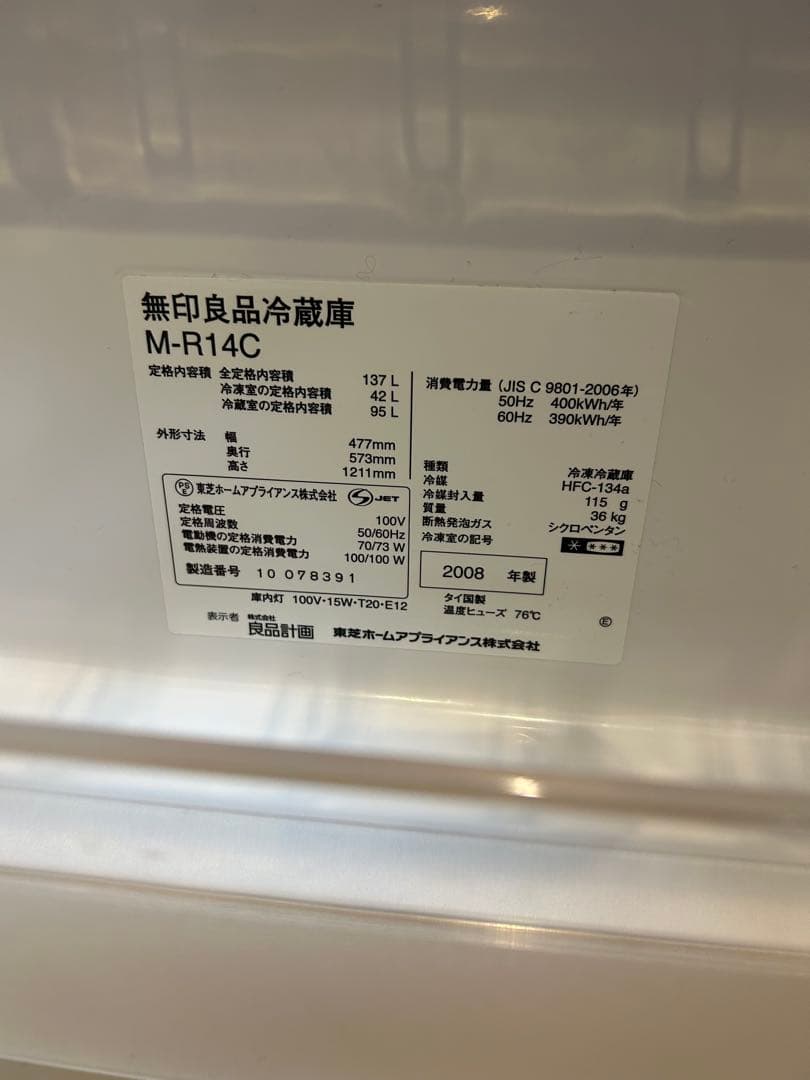 無印良品冷蔵庫
M-R14C
定格内容積 全定格内容積 137 L
冷凍室の定格内容積 42 L
冷蔵室の定格内容積 95 L
外形寸法 幅 477mm
奥行 573mm
高さ 1211mm
PS E 東芝ホームアプライアンス株式会社 JET
定格電圧 100V
定格周波数 50/60Hz
電動機の定格消費電力 70/73 W
電熱装置の定格消費電力 100/100 W
製造番号 10 078391
庫内灯 100V・15W・T20・E12
消費電力量 (JIS C 9801-2006年)
50Hz 400kWh/年
60Hz 390kWh/年
種類 冷凍冷蔵庫
冷媒 HFC-134a
冷媒封入量 115 g
質量 36 kg
断熱発泡ガス シクロペンタン
冷凍室の記号 * ***
2008 年製
タイ国製
温度ヒューズ 76℃
E
表示者 株式会社 良品計画 東芝ホームアプライアンス株式会社